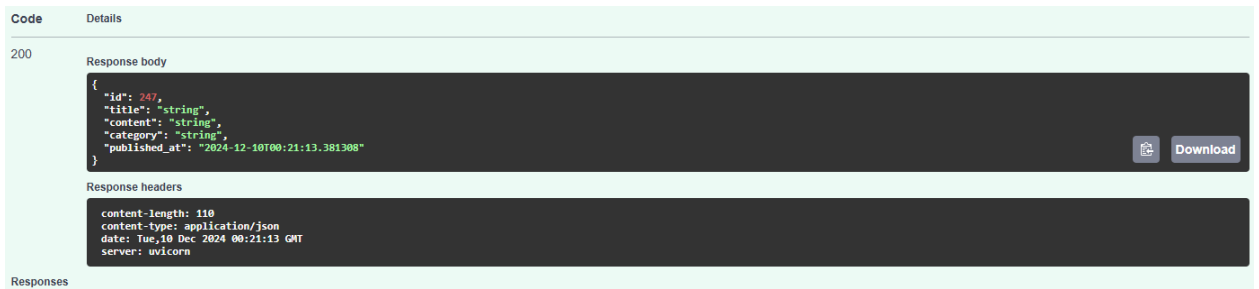 Code Details
200
Response body
{
  "id": 247,
  "title": "string",
  "content": "string",
  "category": "string",
  "published_at": "2024-12-10T00:21:13.381308"
}
Download
Response headers
content-length: 110
content-type: application/json
date: Tue,10 Dec 2024 00:21:13 GMT
server: uvicorn
Responses